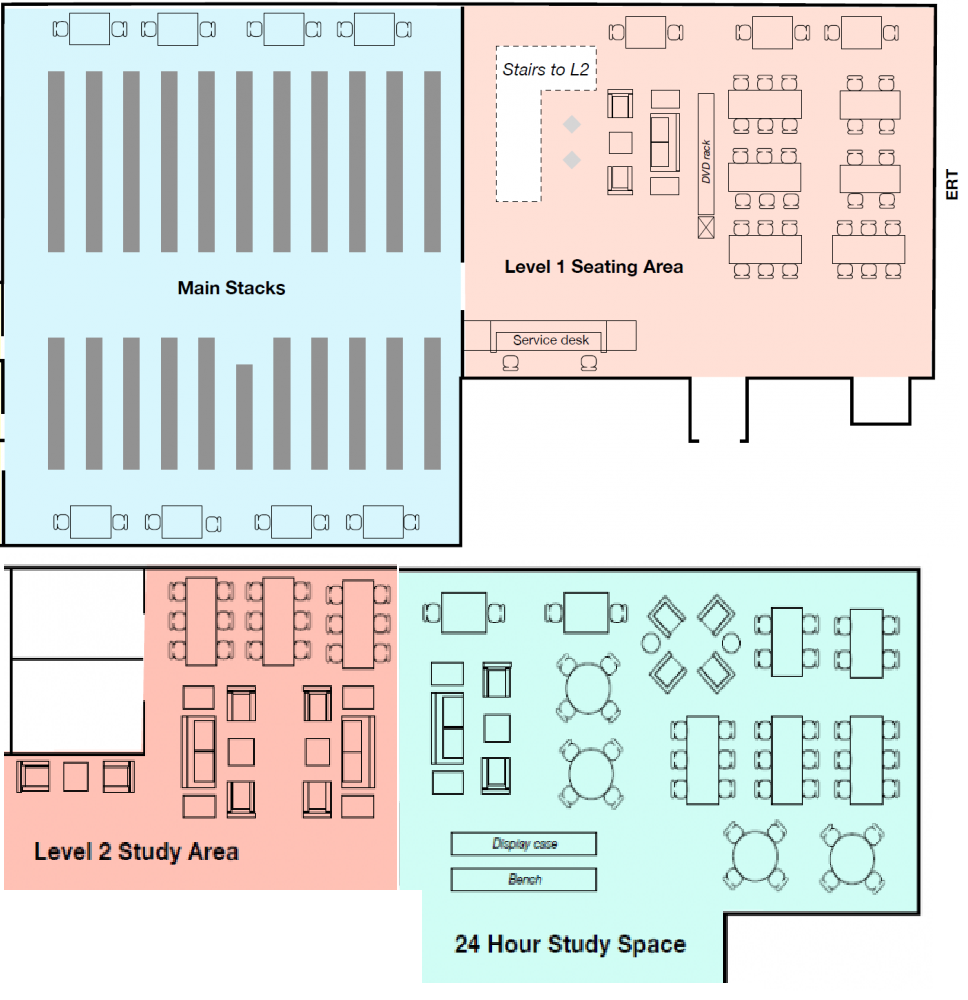 Stairs to L2
DVD rack
ERT
Level 1 Seating Area
Main Stacks
Service desk
Level 2 Study Area
Display case
Bench
24 Hour Study Space